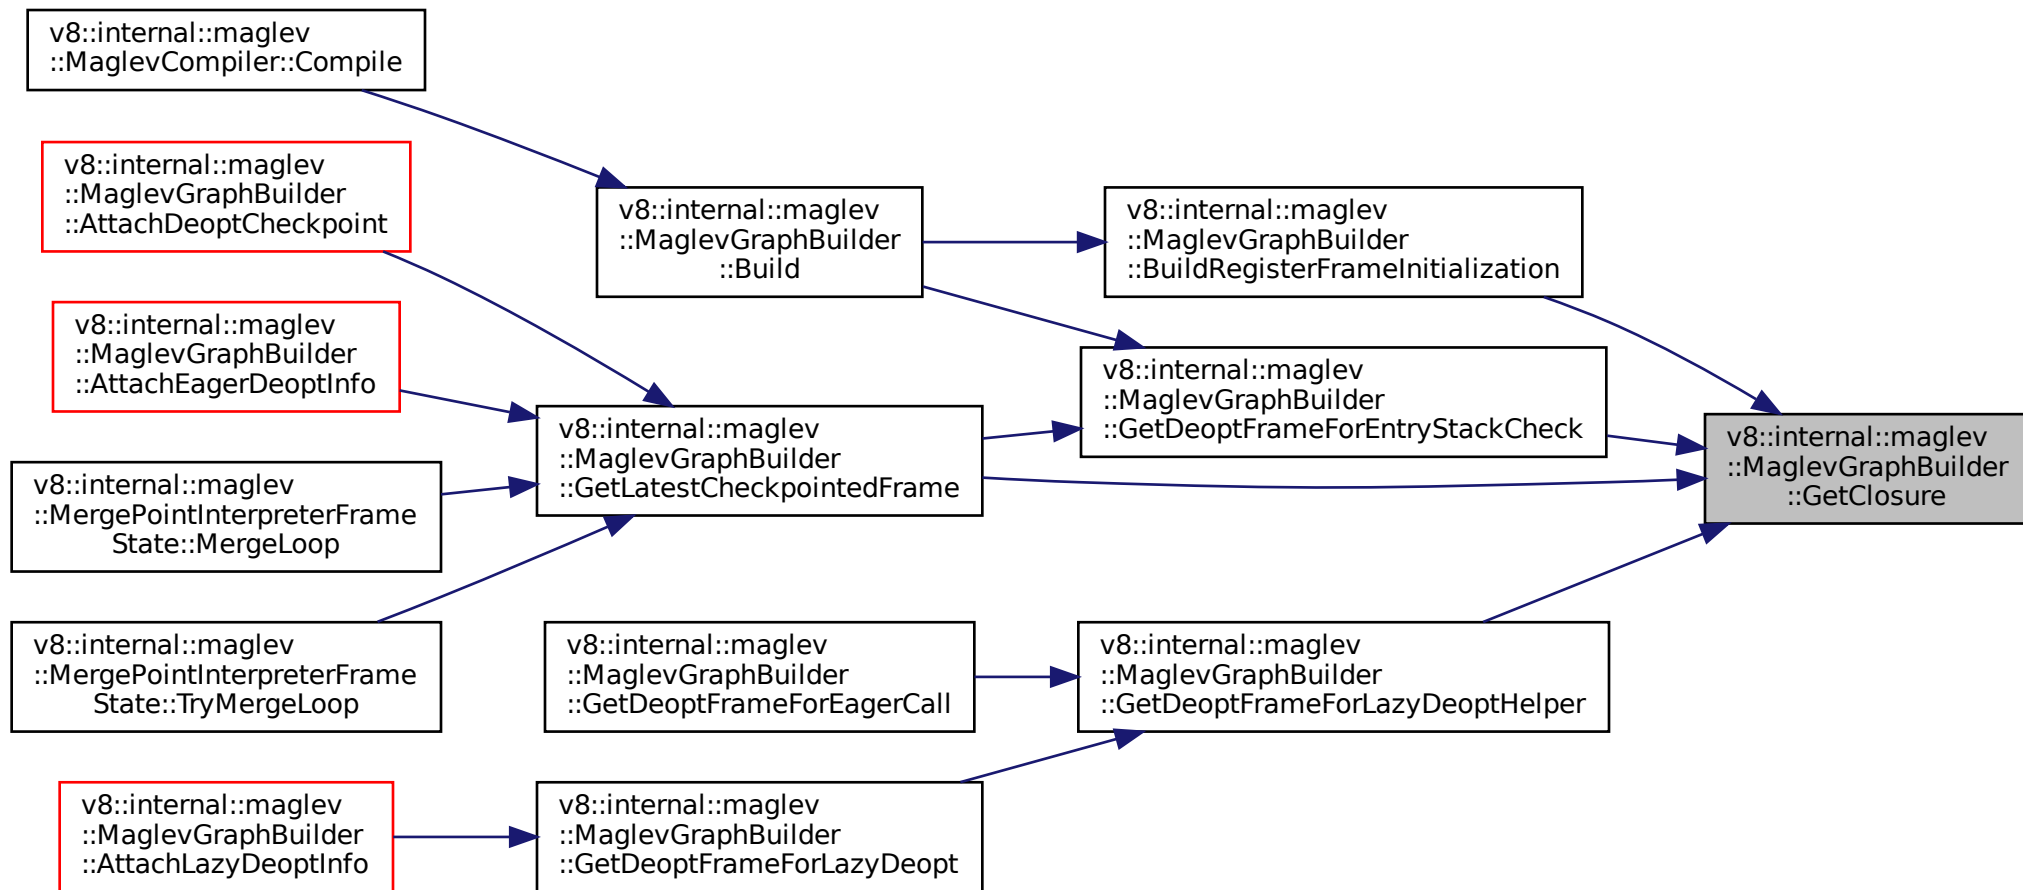 v8::internal::maglev
::MaglevCompiler::Compile
v8::internal::maglev
::MaglevGraphBuilder
::AttachDeoptCheckpoint
v8::internal::maglev
::MaglevGraphBuilder
::AttachEagerDeoptInfo
v8::internal::maglev
::MergePointInterpreterFrame
State::MergeLoop
v8::internal::maglev
::MergePointInterpreterFrame
State::TryMergeLoop
v8::internal::maglev
::MaglevGraphBuilder
::AttachLazyDeoptInfo
v8::internal::maglev
::MaglevGraphBuilder
::Build
v8::internal::maglev
::MaglevGraphBuilder
::GetLatestCheckpointedFrame
v8::internal::maglev
::MaglevGraphBuilder
::GetDeoptFrameForEagerCall
v8::internal::maglev
::MaglevGraphBuilder
::GetDeoptFrameForLazyDeopt
v8::internal::maglev
::MaglevGraphBuilder
::BuildRegisterFrameInitialization
v8::internal::maglev
::MaglevGraphBuilder
::GetDeoptFrameForEntryStackCheck
v8::internal::maglev
::MaglevGraphBuilder
::GetDeoptFrameForLazyDeoptHelper
v8::internal::maglev
::MaglevGraphBuilder
::GetClosure